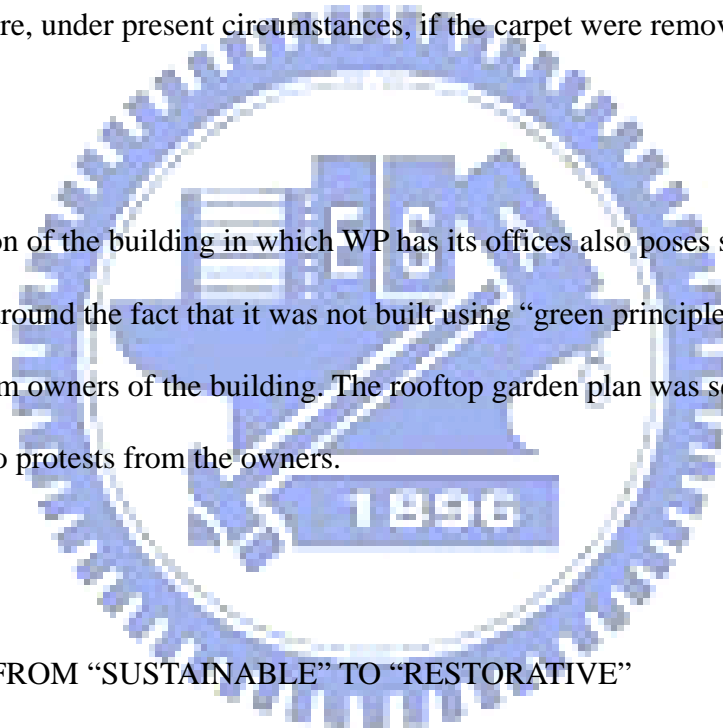 re, under present circumstances, if the carpet were remov
on of the building in which WP has its offices also poses s
round the fact that it was not built using “green principle
m owners of the building. The rooftop garden plan was s
o protests from the owners.
1896
FROM “SUSTAINABLE” TO “RESTORATIVE”